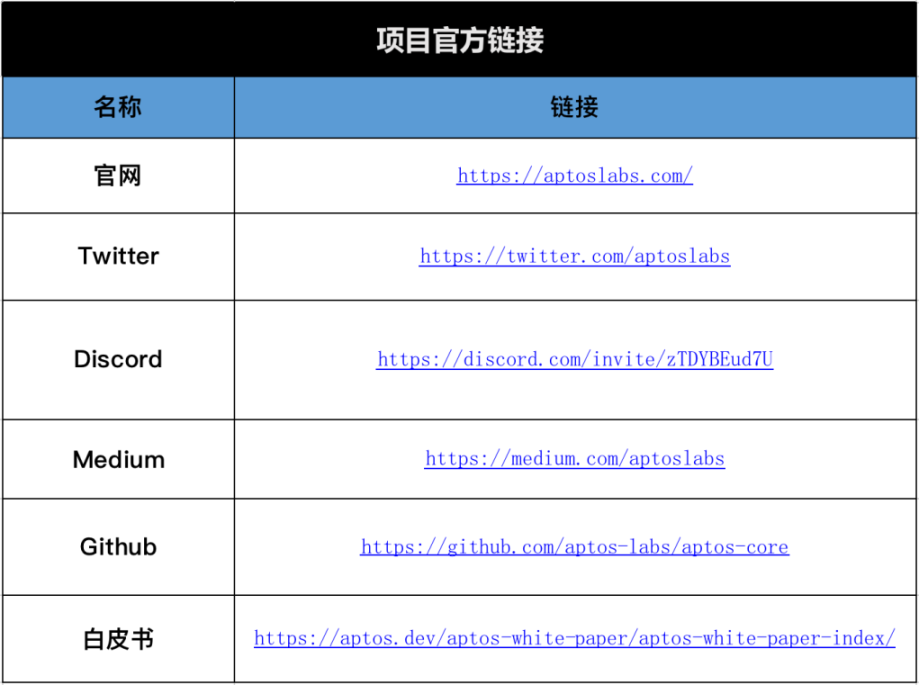 项目官方链接
名称 链接
官网 https://aptoslabs.com/
Twitter https://twitter.com/aptoslabs
Discord https://discord.com/invite/zTDYBEud7U
Medium https://medium.com/aptoslabs
Github https://github.com/aptos-labs/aptos-core
白皮书 https://aptos.dev/aptos-white-paper/aptos-white-paper-index/